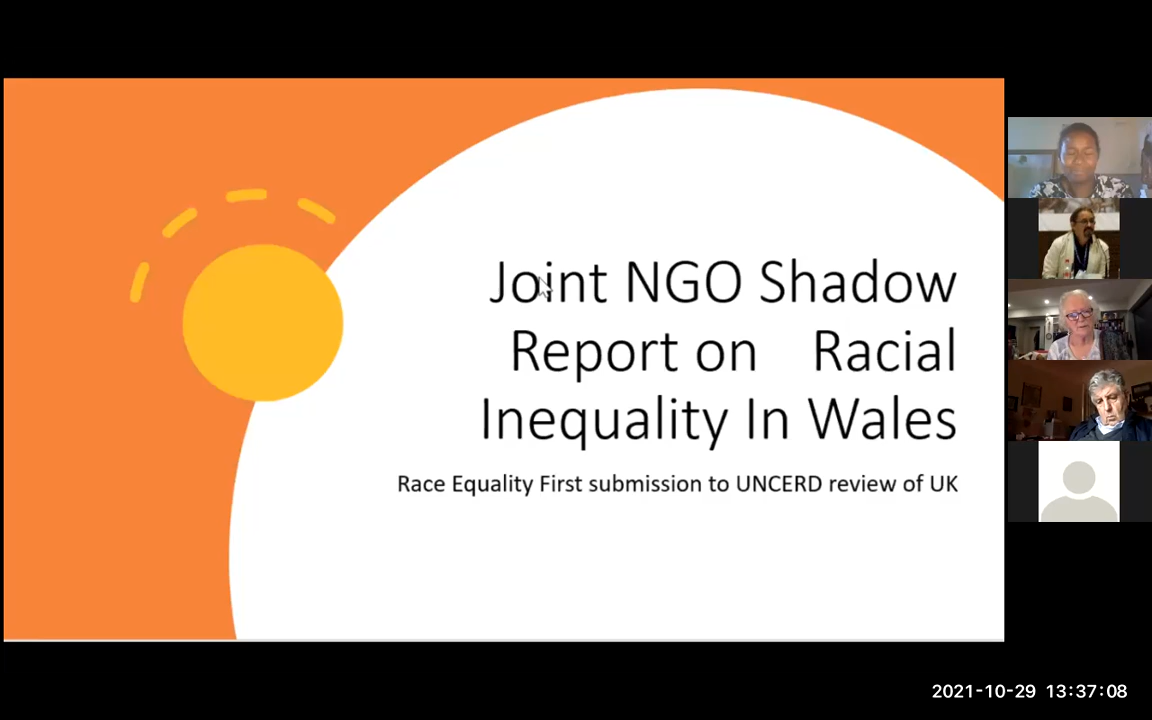 Joint NGO Shadow
Report on Racial
Inequality In Wales
Race Equality First submission to UNCERD review of UK
2021-10-29 13:37:08